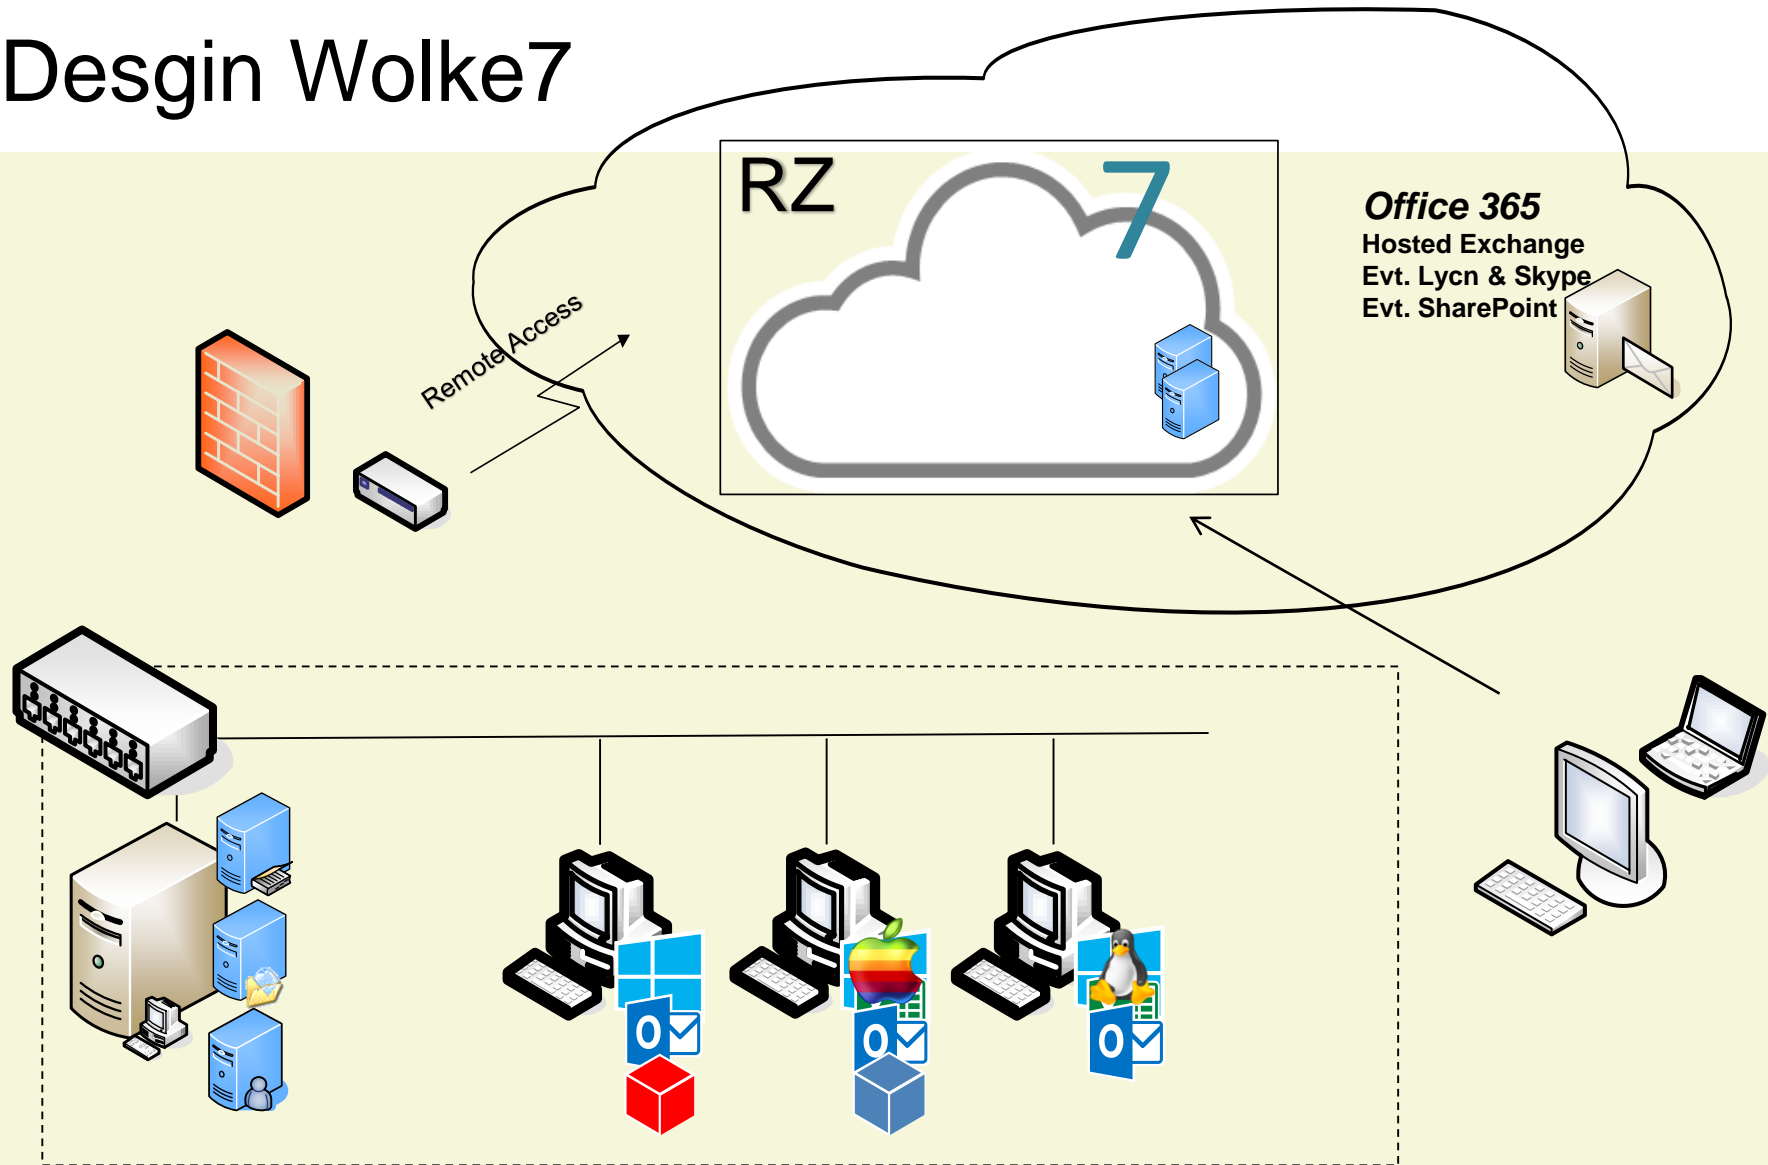 Desgin Wolke7
RZ
7
Office 365
Hosted Exchange
Evt. Lycn & Skype
Evt. SharePoint
Remote Access